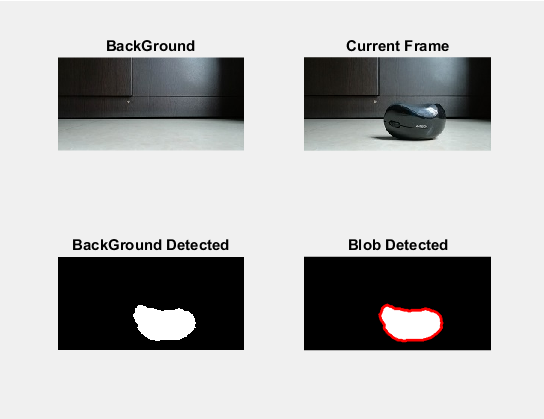 BackGround
Current Frame
BackGround Detected
Blob Detected